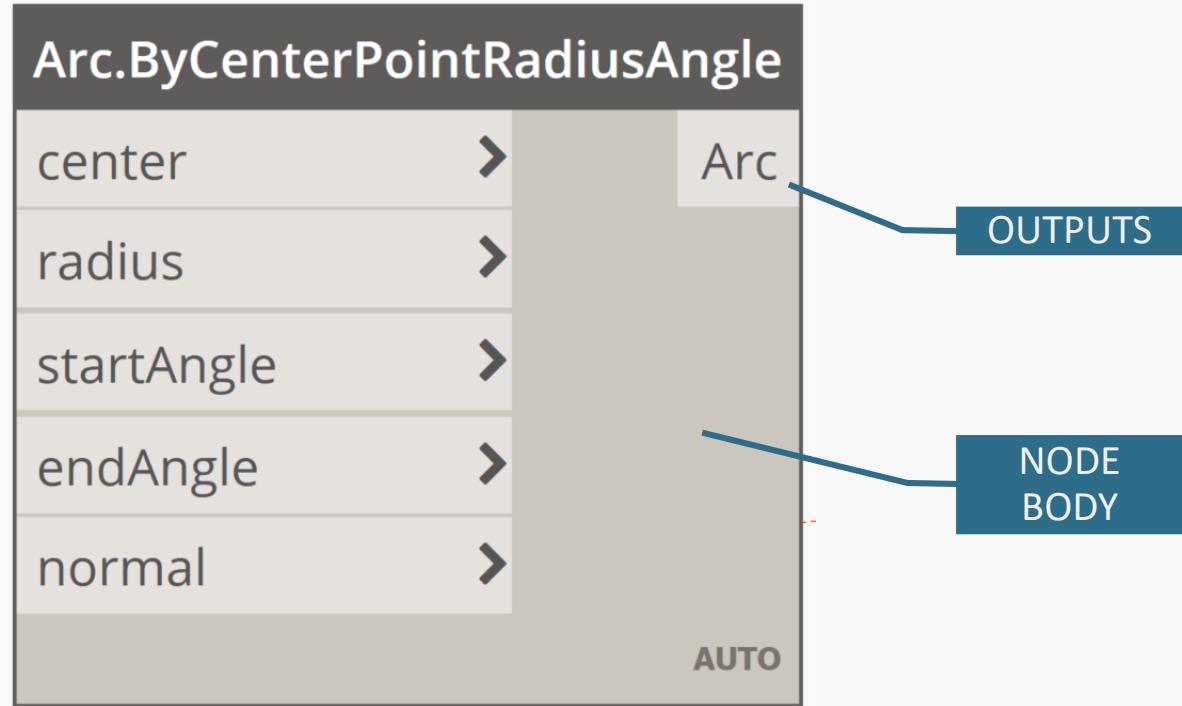 Arc.ByCenterPointRadiusAngle
center
Arc
radius
OUTPUTS
startAngle
endAngle
NODE
BODY
normal
AUTO